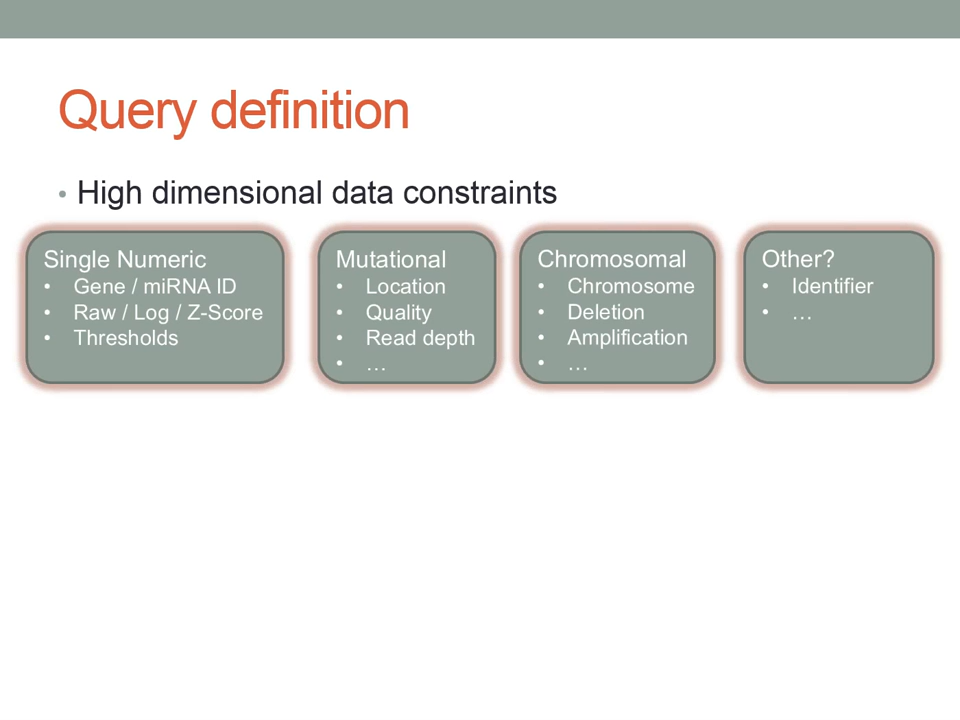 Query definition
• High dimensional data constraints
Single Numeric
• Gene / miRNA ID
• Raw / Log / Z-Score
• Thresholds
Mutational
• Location
• Quality
• Read depth
• …
Chromosomal
• Chromosome
• Deletion
• Amplification
• …
Other?
• Identifier
• …